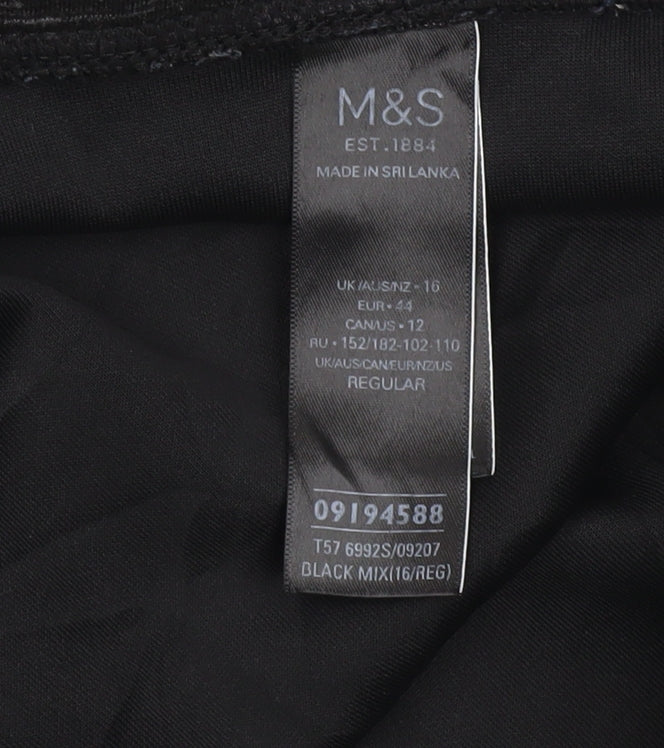 M&S
EST.1884
MADE IN SRI LANKA
UK/AUS/NZ • 16
EUR • 44
CAN/US • 12
RU • 152/182-102-110
UK/AUS/CAN/EUR/NZ/US
REGULAR
09194588
T57 6992S/09207
BLACK MIX(16/REG)